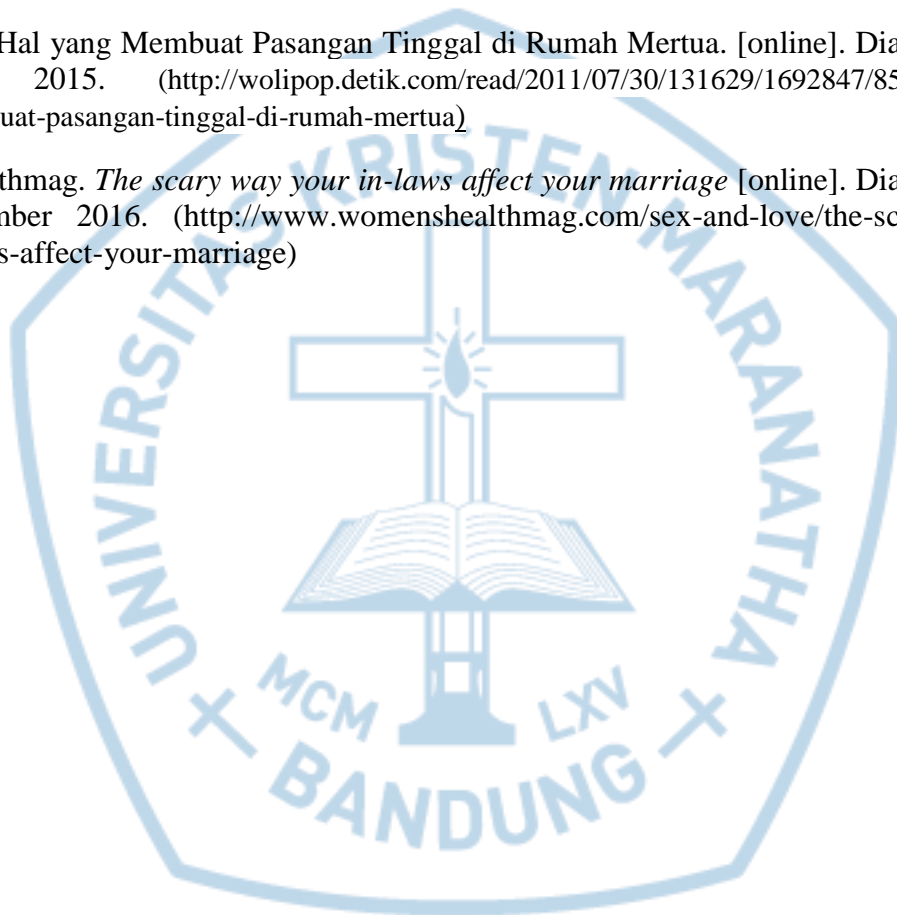 Hal yang Membuat Pasangan Tinggal di Rumah Mertua. [online]. Dia
2015. (http://wolipop.detik.com/read/2011/07/30/131629/1692847/85
uat-pasangan-tinggal-di-rumah-mertua)
thmag. The scary way your in-laws affect your marriage [online]. Dia
mber 2016. (http://www.womenshealthmag.com/sex-and-love/the-sc
s-affect-your-marriage)
UNIVERSITAS KRISTEN MARANATHA
MCM LXV
BANDUNG